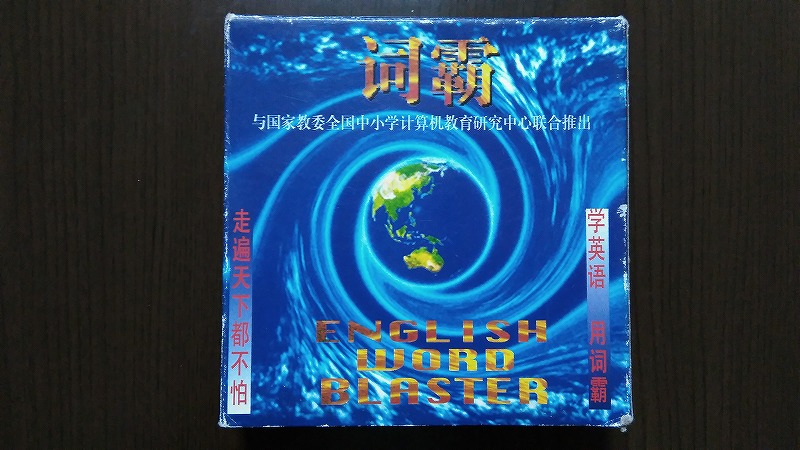 词霸
与国家教委全国中小学计算机教育研究中心联合推出
学英语 用词霸
走遍天下都不怕
ENGLISH
WORD
BLASTER